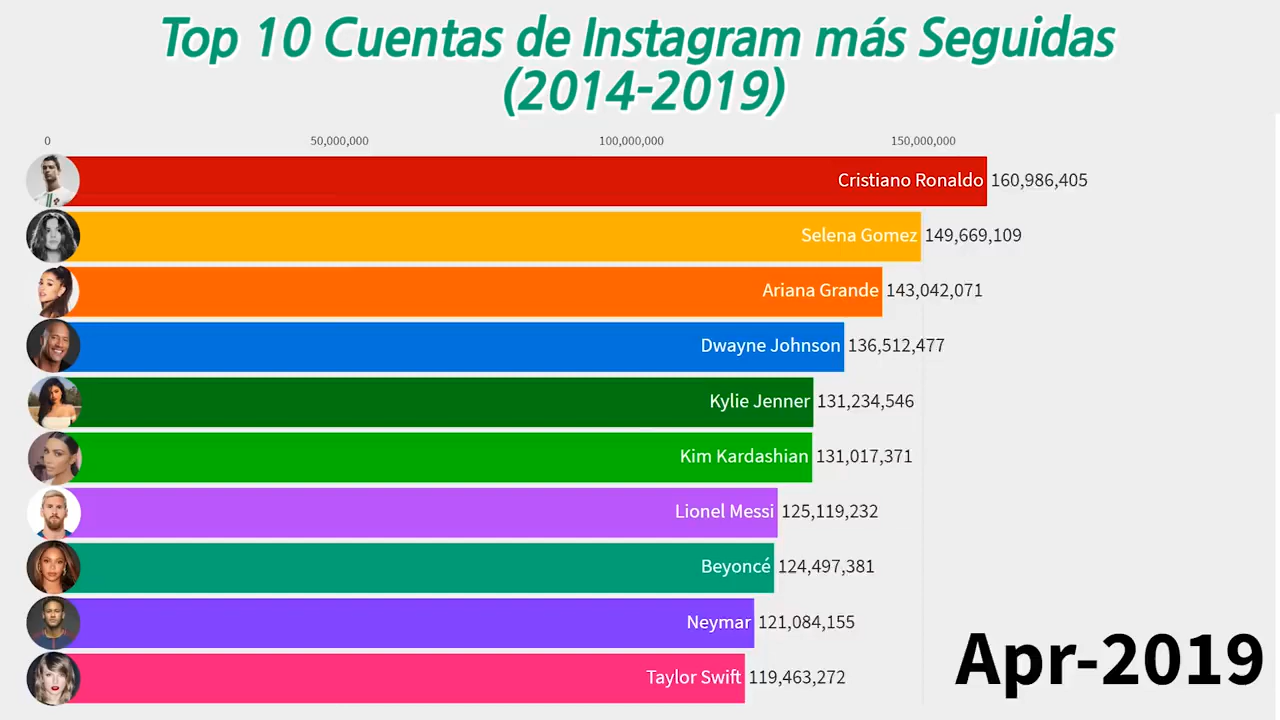 Top 10 Cuentas de Instagram más Seguidas
(2014-2019)
0 50,000,000 100,000,000 150,000,000
Cristiano Ronaldo 160,986,405
Selena Gomez 149,669,109
Ariana Grande 143,042,071
Dwayne Johnson 136,512,477
Kylie Jenner 131,234,546
Kim Kardashian 131,017,371
Lionel Messi 125,119,232
Beyoncé 124,497,381
Neymar 121,084,155
Taylor Swift 119,463,272
Apr-2019